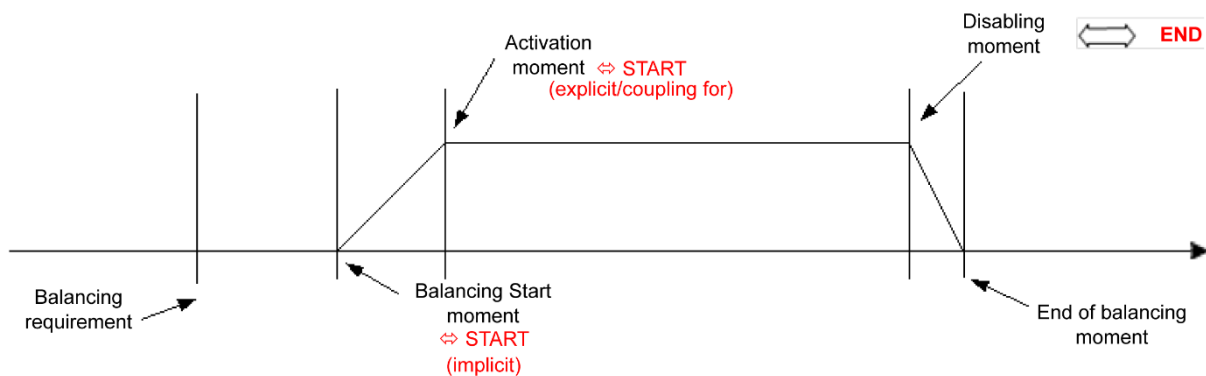 Activation
moment ⇔ START
(explicit/coupling for)
Disabling
moment
END
Balancing
requirement
Balancing Start
moment
⇔ START
(implicit)
End of balancing
moment